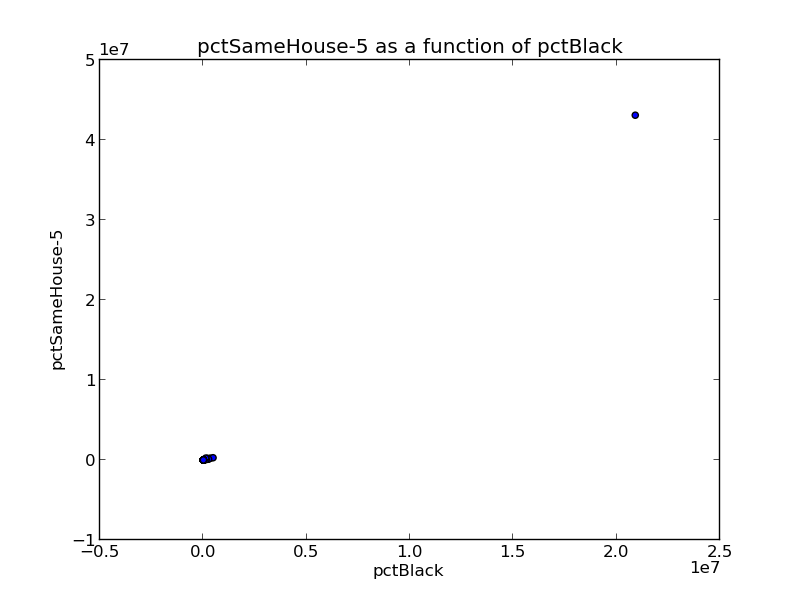 pctSameHouse-5 as a function of pctBlack
1e7
5
4
3
2
1
0
−1
pctSameHouse-5
−0.5 0.0 0.5 1.0 1.5 2.0 2.5
1e7
pctBlack